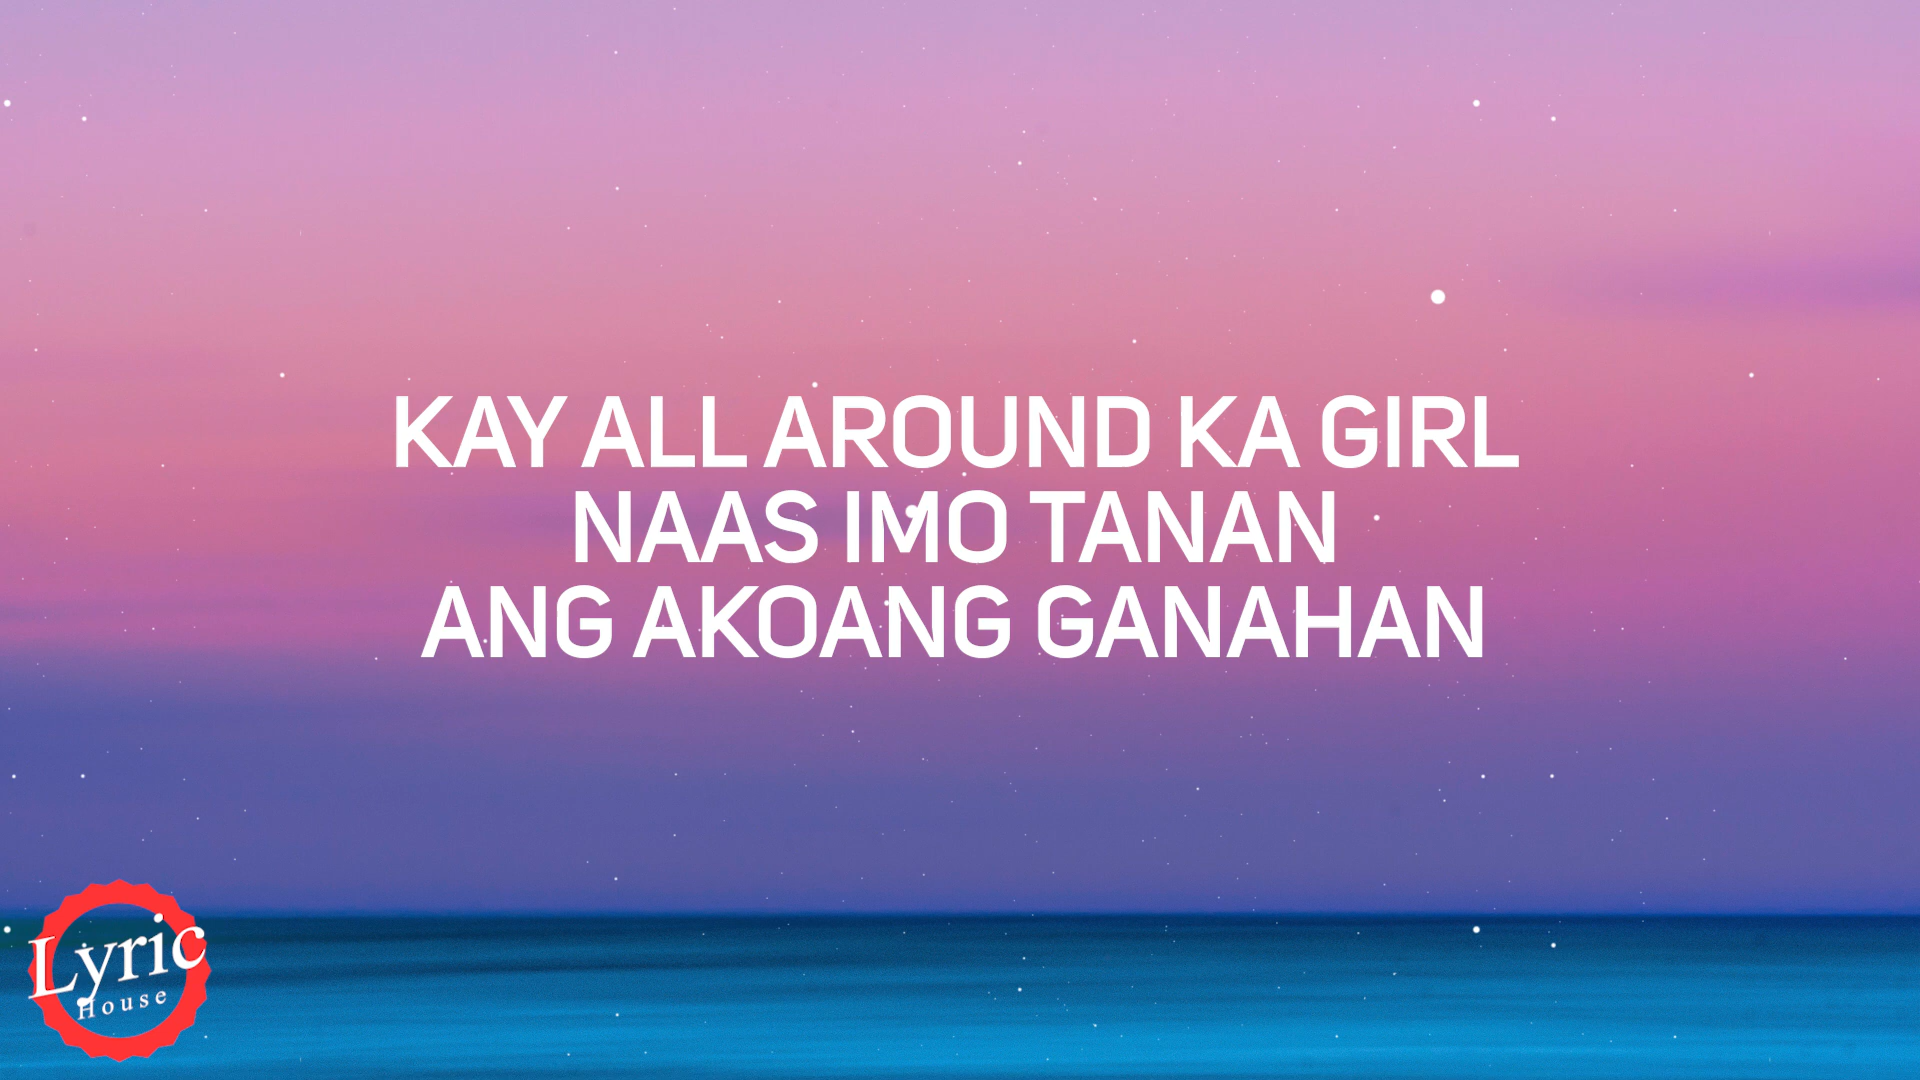 KAY ALL AROUND KA GIRL
NAAS IMO TANAN
ANG AKOANG GANAHAN
Lyric
House